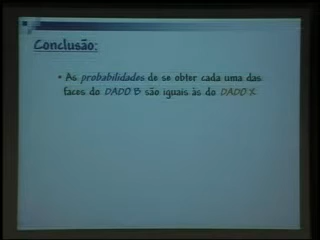 Conclusão:
• As probabilidades de se obter cada uma das
faces do DADO B são iguais às do DADO X